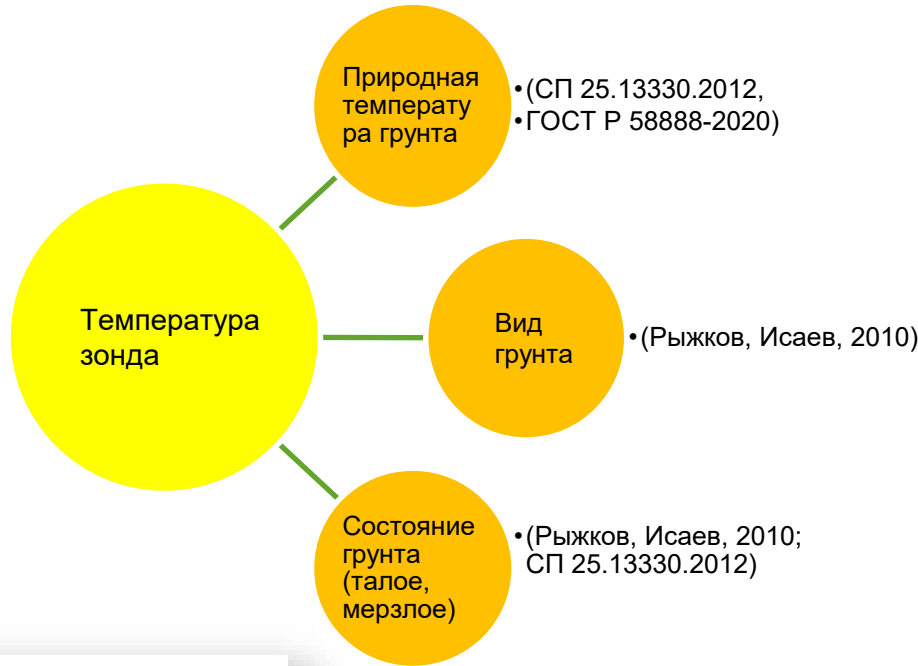 Природная
температу
ра грунта
•(СП 25.13330.2012,
•ГОСТ Р 58888-2020)
Температура
зонда
Вид
грунта
•(Рыжков, Исаев, 2010)
Состояние
грунта
(талое,
мерзлое)
•(Рыжков, Исаев, 2010;
СП 25.13330.2012)